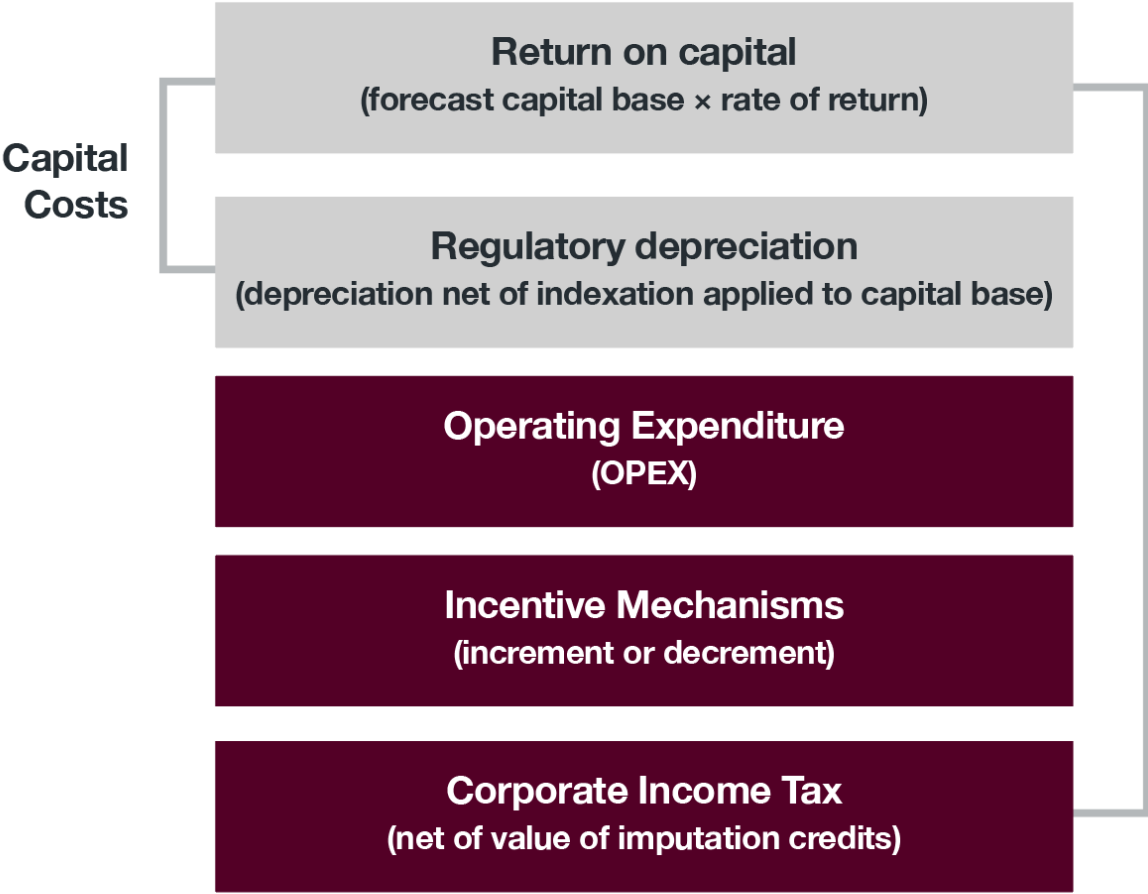 Return on capital
(forecast capital base × rate of return)
Capital
Costs
Regulatory depreciation
(depreciation net of indexation applied to capital base)
Operating Expenditure
(OPEX)
Incentive Mechanisms
(increment or decrement)
Corporate Income Tax
(net of value of imputation credits)